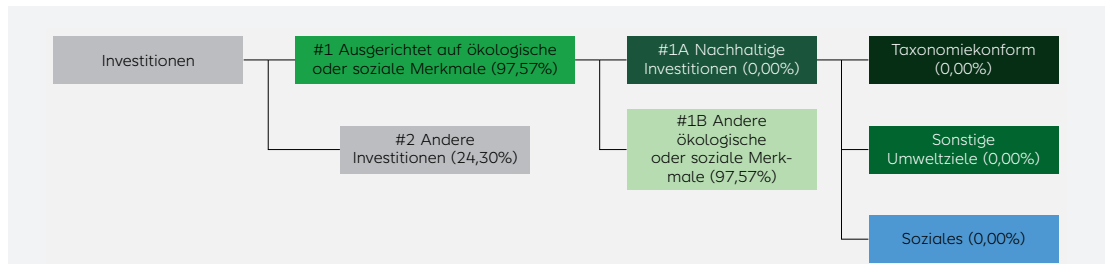 Investitionen
#1 Ausgerichtet auf ökologische
oder soziale Merkmale (97,57%)
#1A Nachhaltige
Investitionen (0,00%)
Taxonomiekonform
(0,00%)
#2 Andere
Investitionen (24,30%)
#1B Andere
ökologische
oder soziale Merk-
male (97,57%)
Sonstige
Umweltziele (0,00%)
Soziales (0,00%)